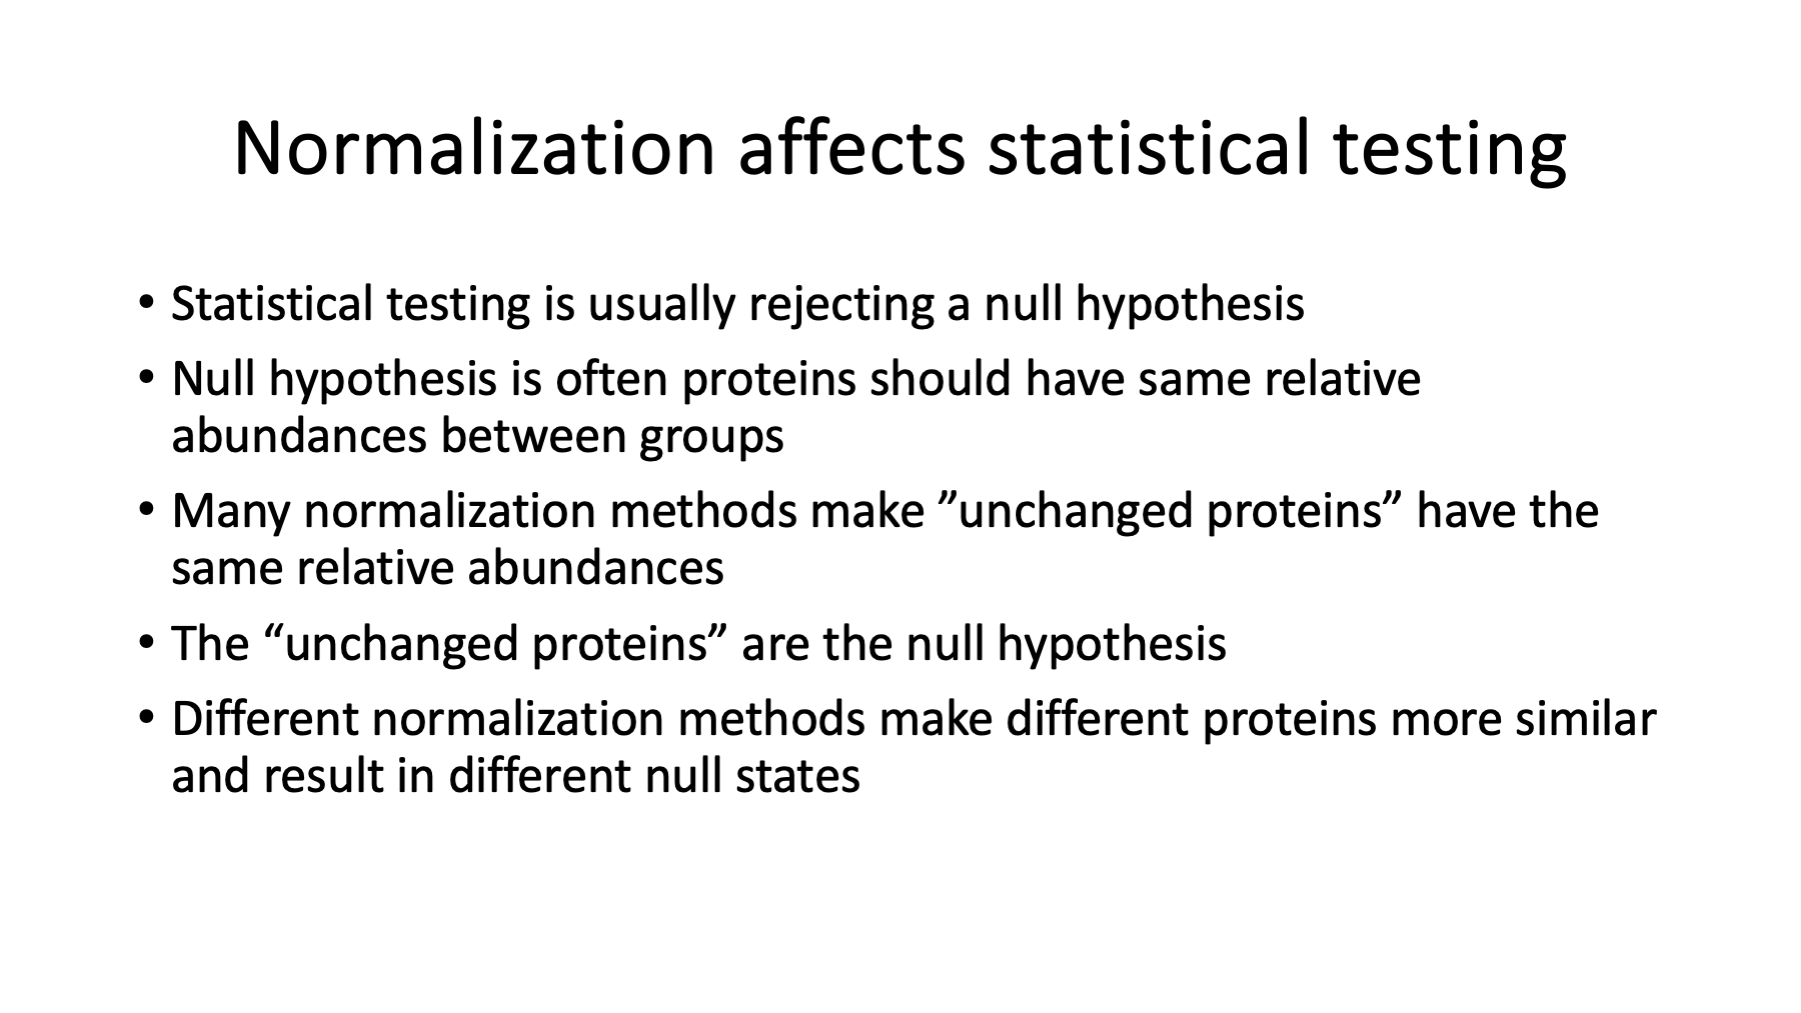 Normalization affects statistical testing
• Statistical testing is usually rejecting a null hypothesis
• Null hypothesis is often proteins should have same relative
abundances between groups
• Many normalization methods make ”unchanged proteins” have the
same relative abundances
• The “unchanged proteins” are the null hypothesis
• Different normalization methods make different proteins more similar
and result in different null states